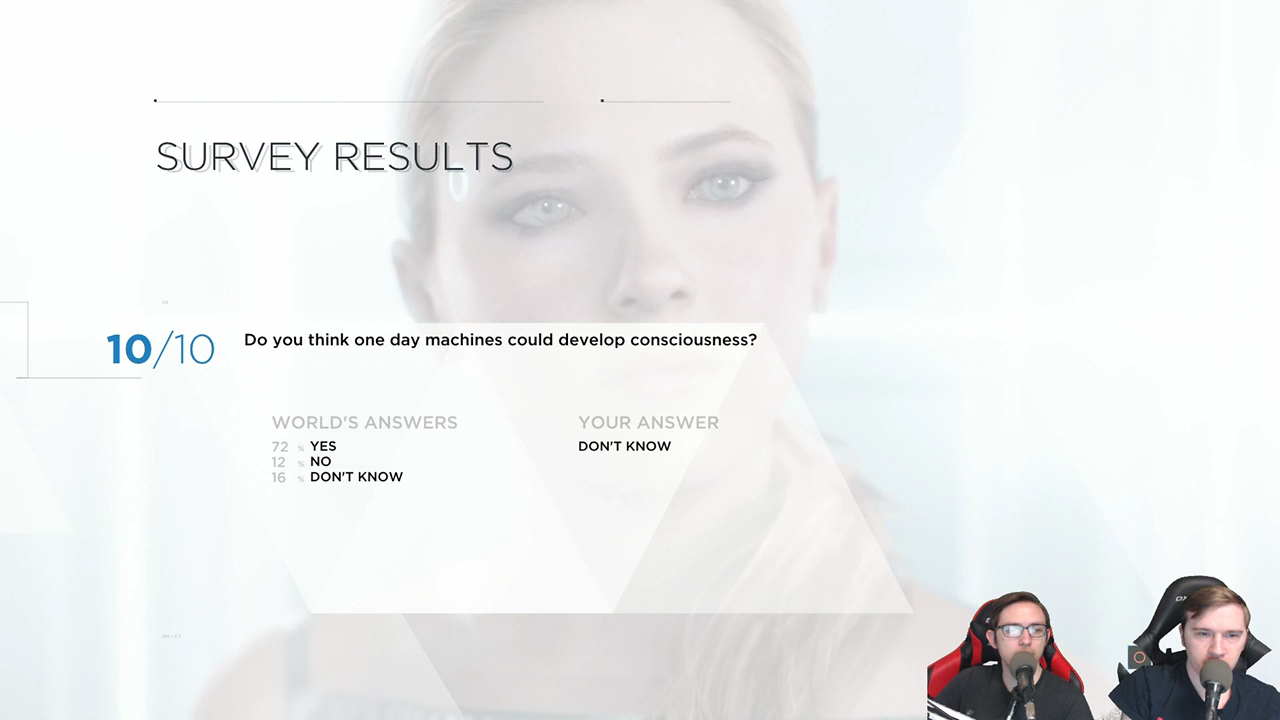 SURVEY RESULTS
10/10
Do you think one day machines could develop consciousness?
WORLD'S ANSWERS
72 % YES
12 % NO
16 % DON'T KNOW
YOUR ANSWER
DON'T KNOW